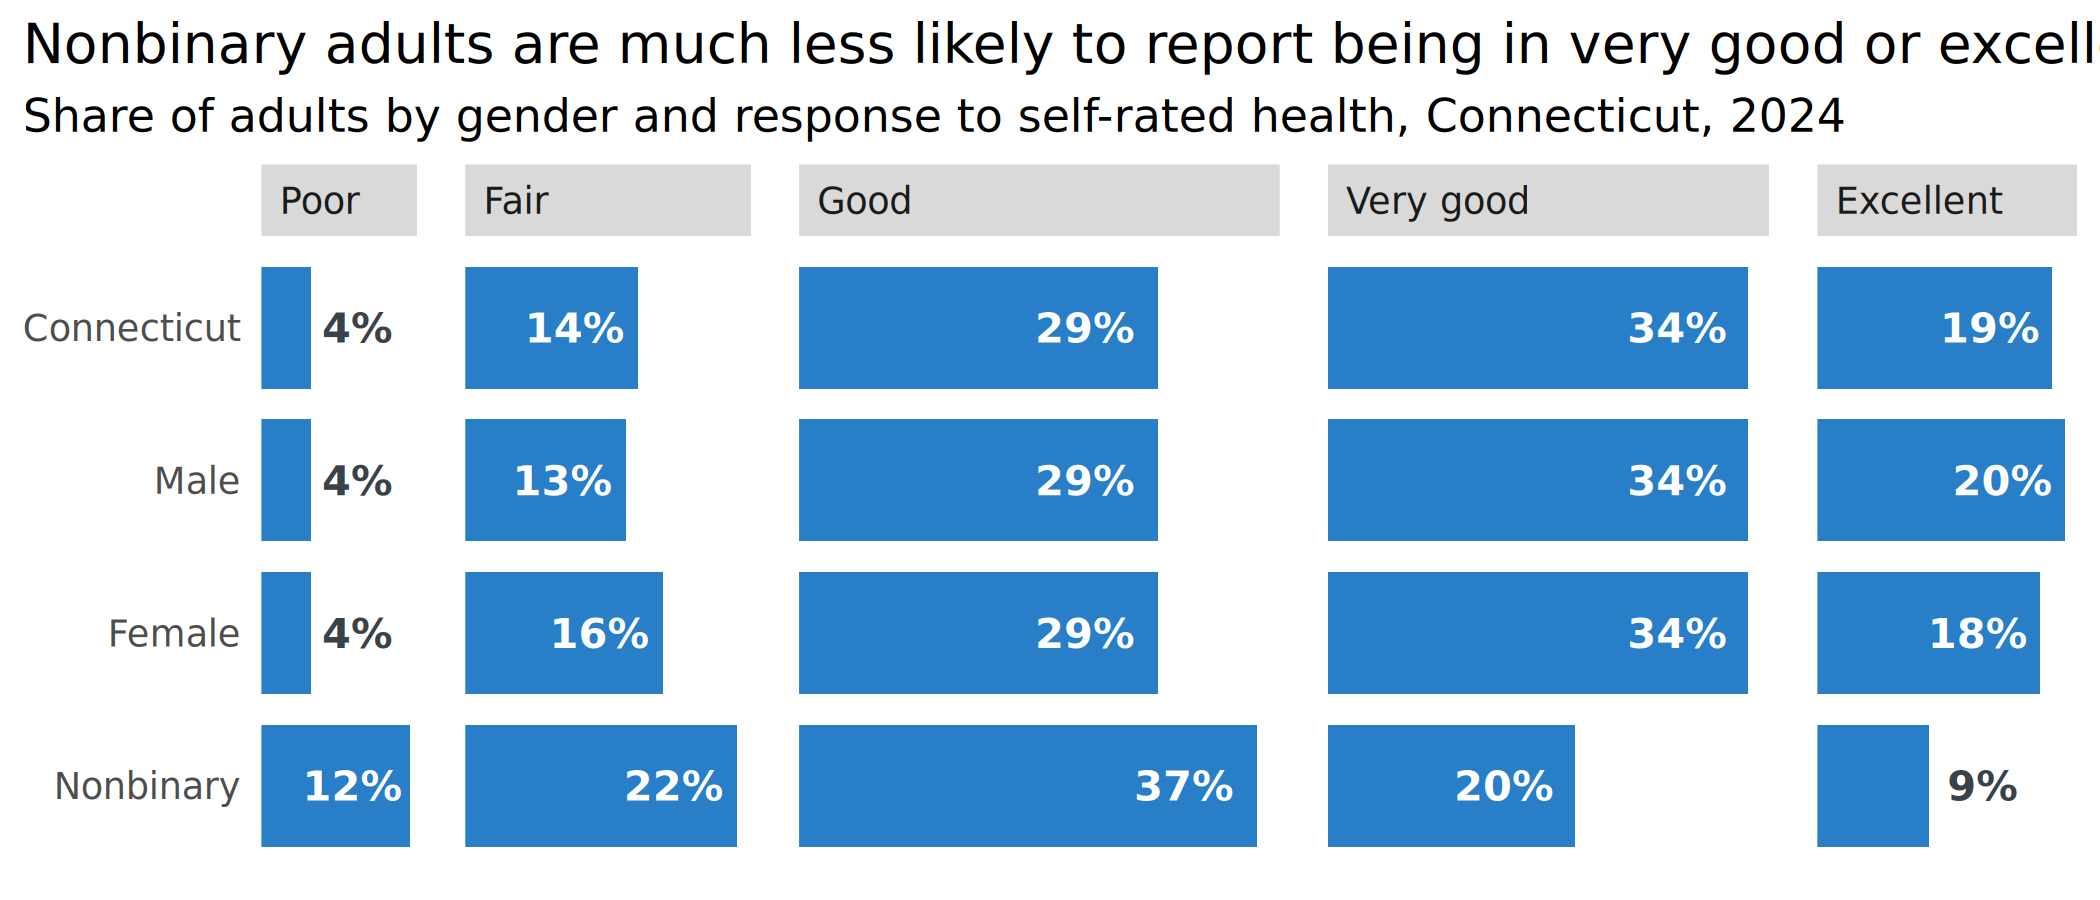 Nonbinary adults are much less likely to report being in very good or excell
Share of adults by gender and response to self-rated health, Connecticut, 2024
Poor Fair Good Very good Excellent
Connecticut 4% 14% 29% 34% 19%
Male 4% 13% 29% 34% 20%
Female 4% 16% 29% 34% 18%
Nonbinary 12% 22% 37% 20% 9%